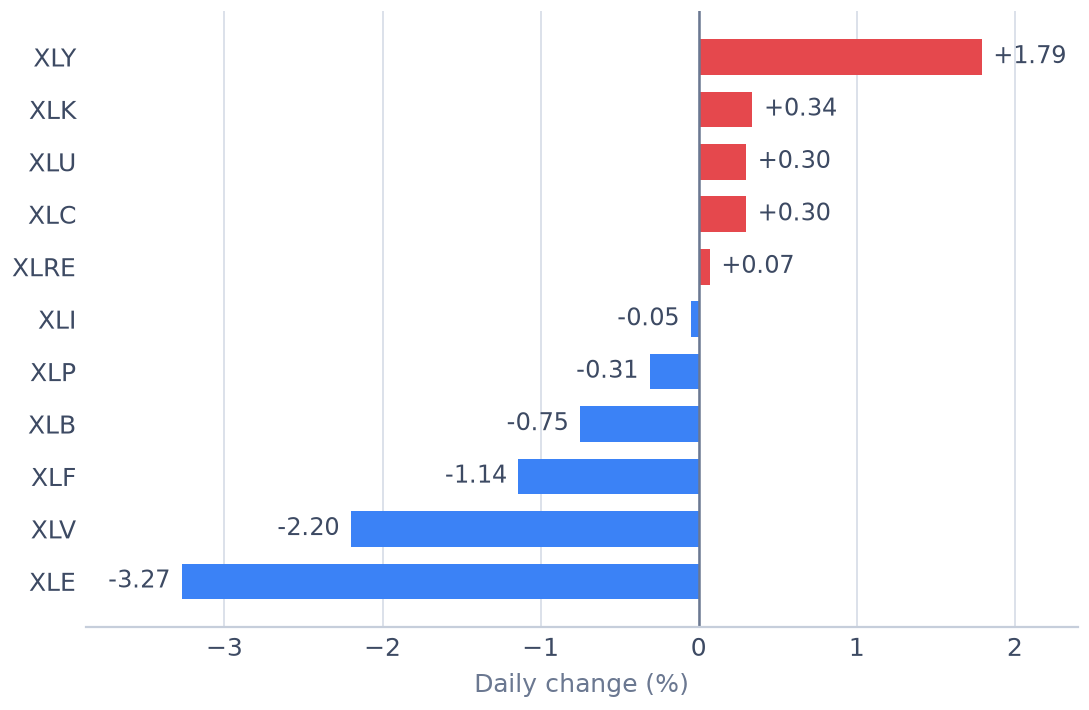 XLY +1.79
XLK +0.34
XLU +0.30
XLC +0.30
XLRE +0.07
XLI -0.05
XLP -0.31
XLB -0.75
XLF -1.14
XLV -2.20
XLE -3.27
−3 −2 −1 0 1 2
Daily change (%)